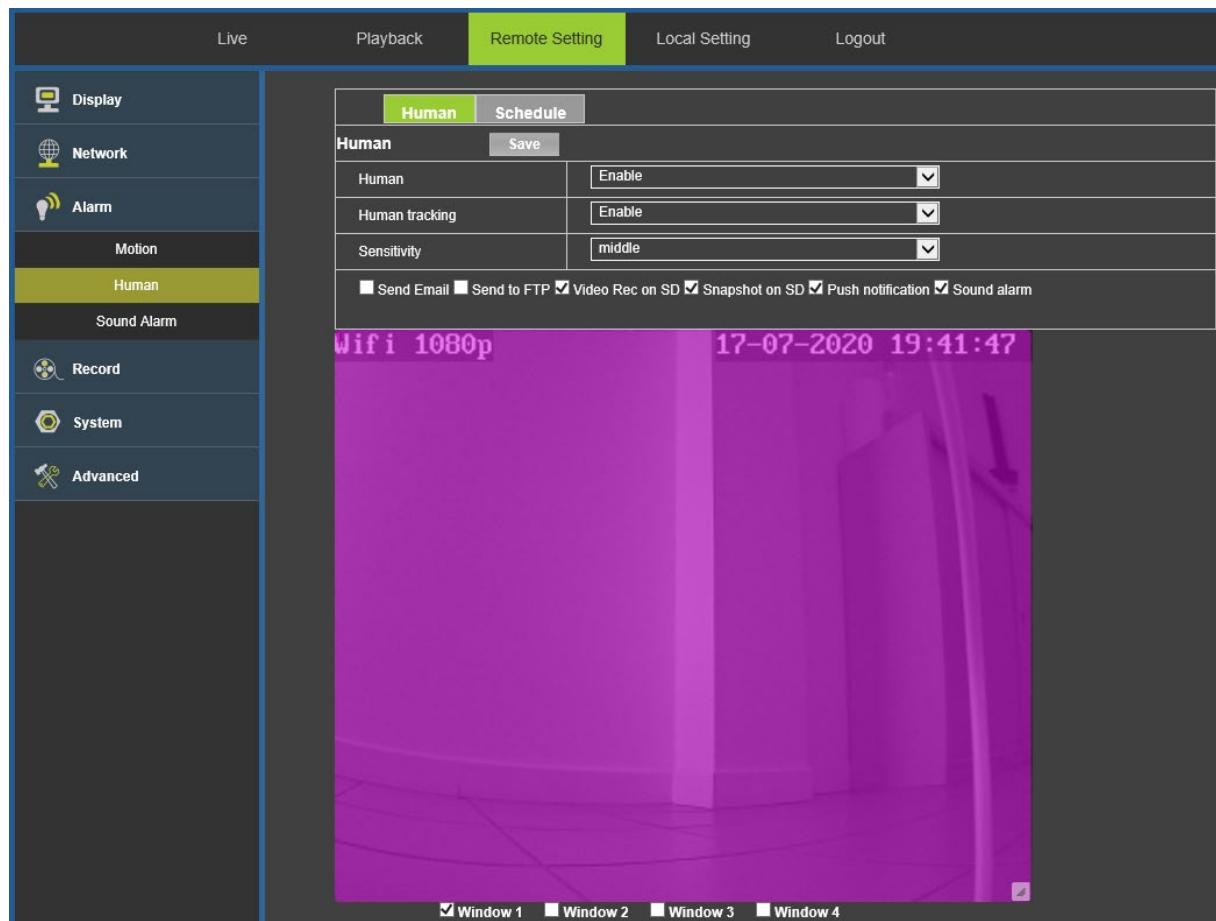 Live Playback Remote Setting Local Setting Logout
Display
Network
Alarm
Motion
Human
Sound Alarm
Record
System
Advanced
Human Schedule
Human Save
Human Enable
Human tracking Enable
Sensitivity middle
Send Email Send to FTP Video Rec on SD Snapshot on SD Push notification Sound alarm
Wifi 1080p 17-07-2020 19:41:47
Window 1 Window 2 Window 3 Window 4